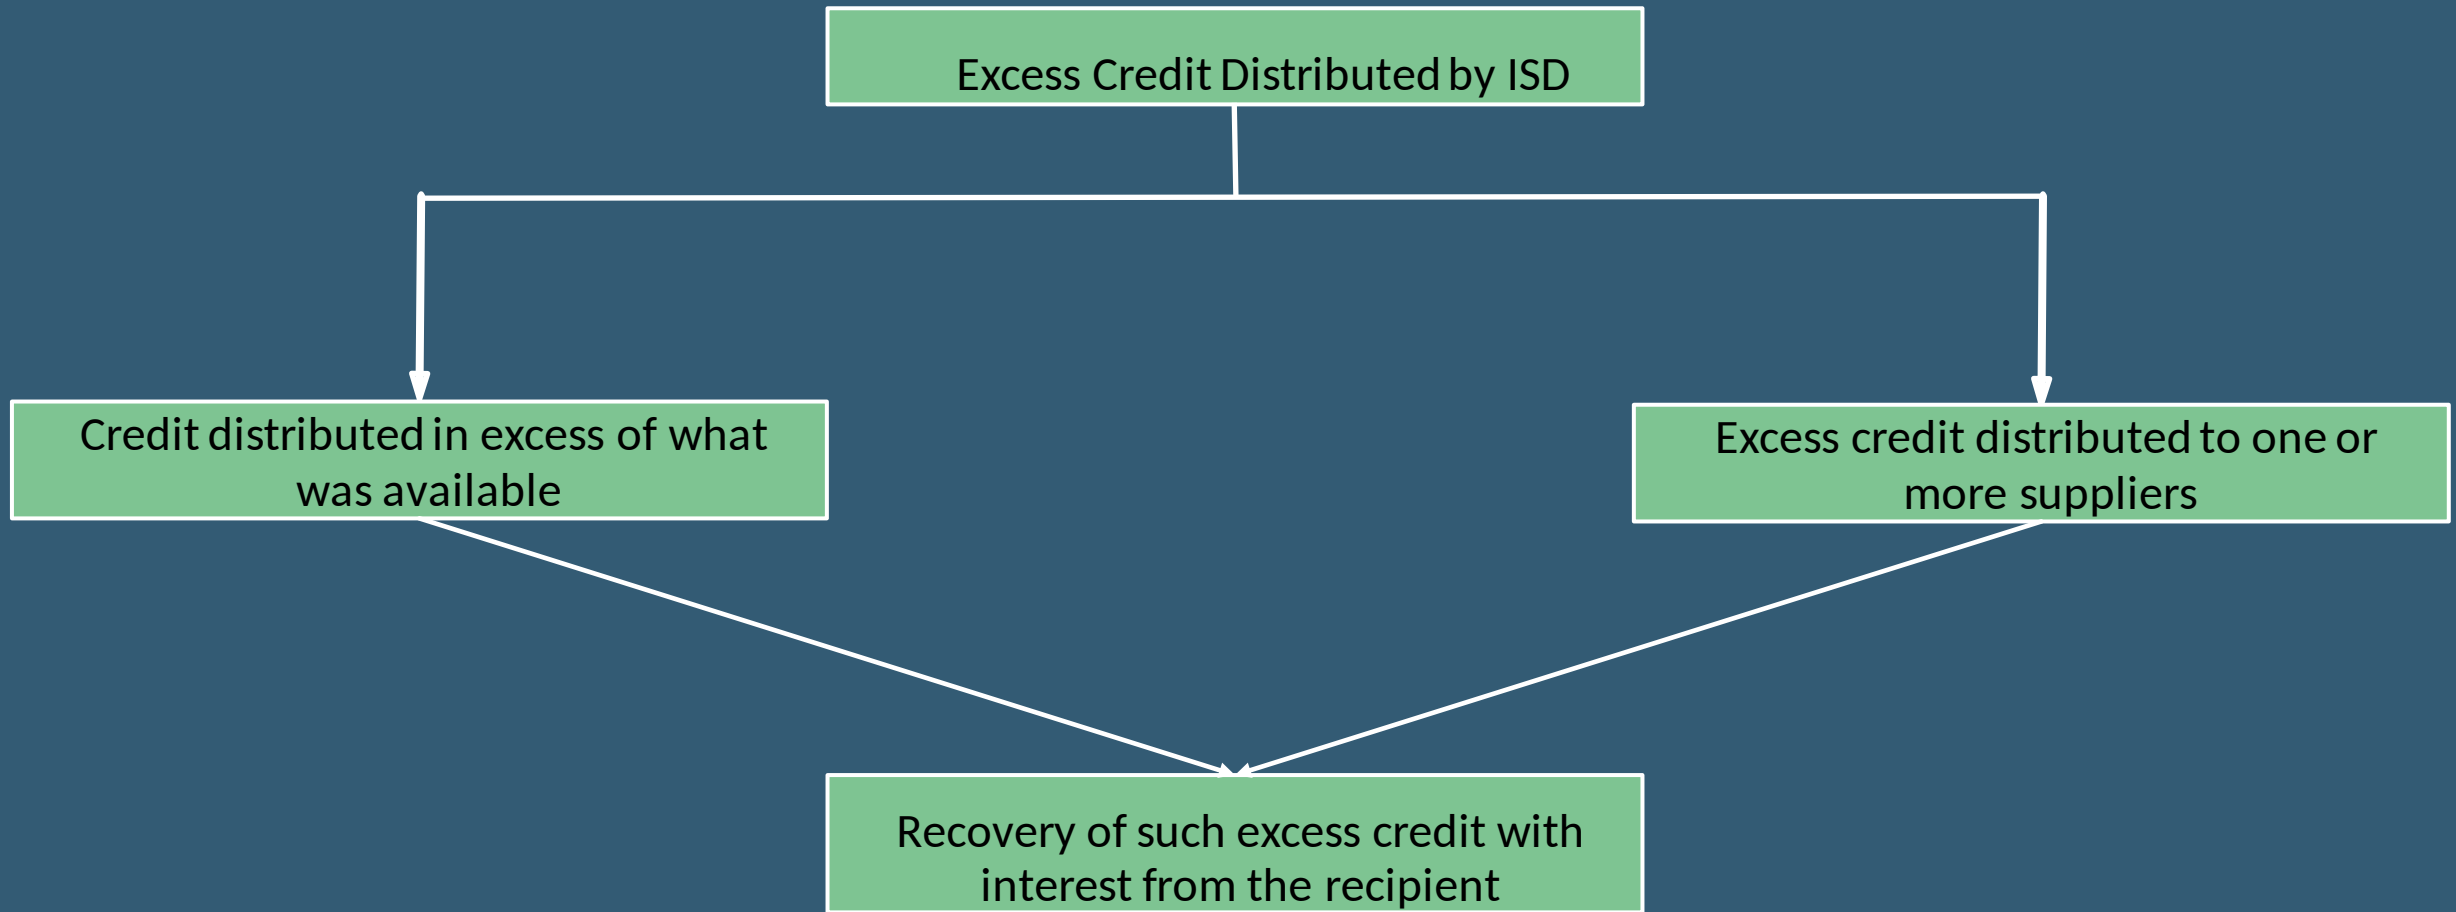 Excess Credit Distributed by ISD
Credit distributed in excess of what
was available
Excess credit distributed to one or
more suppliers
Recovery of such excess credit with
interest from the recipient